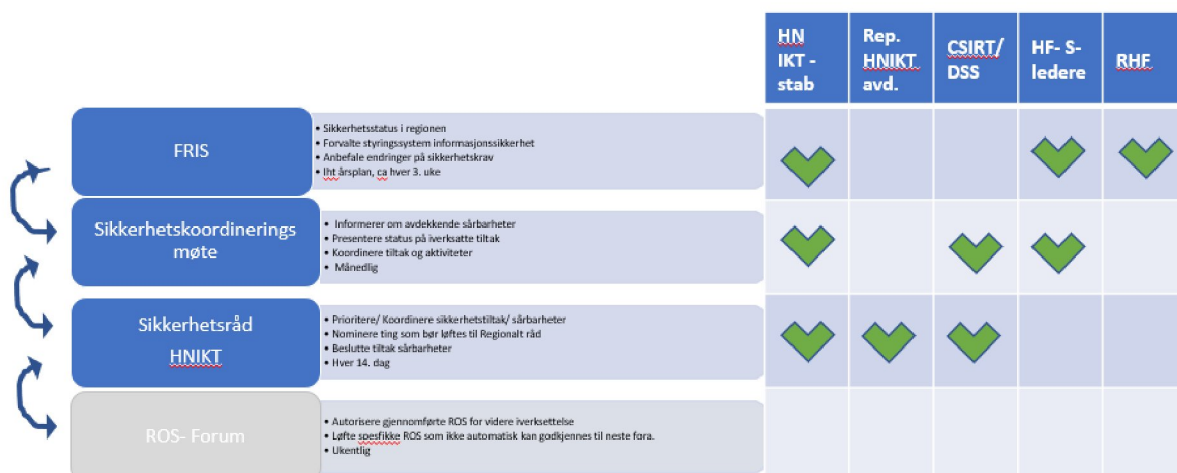 HN
IKT -
stab
Rep.
HNIKT
avd.
CSIRT/
DSS
HF- S-
ledere
RHF
FRIS
• Sikkerhetsstatus i regionen
• Forvalte styringssystem informasjonssikkerhet
• Anbefale endringer på sikkerhetskrav
• Iht årsplan, ca hver 3. uke
Sikkerhetskoordinerings
møte
• Informerer om avdekkende sårbarheter
• Presentere status på iverksatte tiltak
• Koordinere tiltak og aktiviteter
• Månedlig
Sikkerhetsråd
HNIKT
• Prioritere/ Koordinere sikkerhetstiltak/ sårbarheter
• Nominere ting som bør løftes til Regionalt råd
• Beslutte tiltak sårbarheter
• Hver 14. dag
ROS- Forum
• Autorisere gjennomførte ROS for videre iverksettelse
• Løfte spesfikke ROS som ikke automatisk kan godkjennes til neste fora.
• Ukentlig